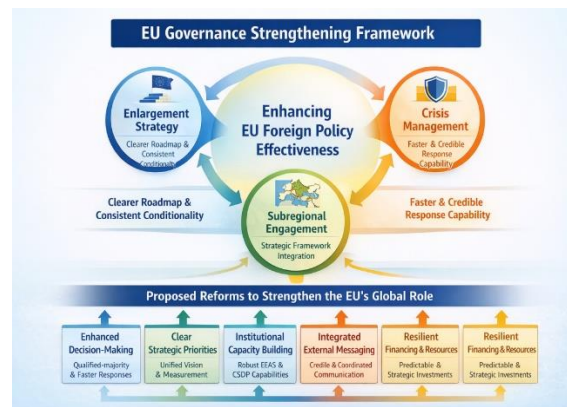 EU Governance Strengthening Framework
Enlargement
Strategy
Clearer Roadmap &
Consistent
Conditionality
Enhancing
EU Foreign Policy
Effectiveness
Crisis
Management
Faster & Credible
Response
Capability
Clearer Roadmap &
Consistent Conditionality
Subregional
Engagement
Strategic Framework
Integration
Faster & Credible
Response Capability
Proposed Reforms to Strengthen the EU's Global Role
Enhanced
Decision-Making
Qualified-majority
& Faster Responses
Clear
Strategic Priorities
Unified Vision
& Measurement
Institutional
Capacity Building
Robust EEAS &
CSDP Capabilities
Integrated
External Messaging
Credile & Coordinated
Communication
Resilient
Financing & Resources
Predictable &
Strategic Investments
Resilient
Financing & Resources
Predictable &
Strategic Investments